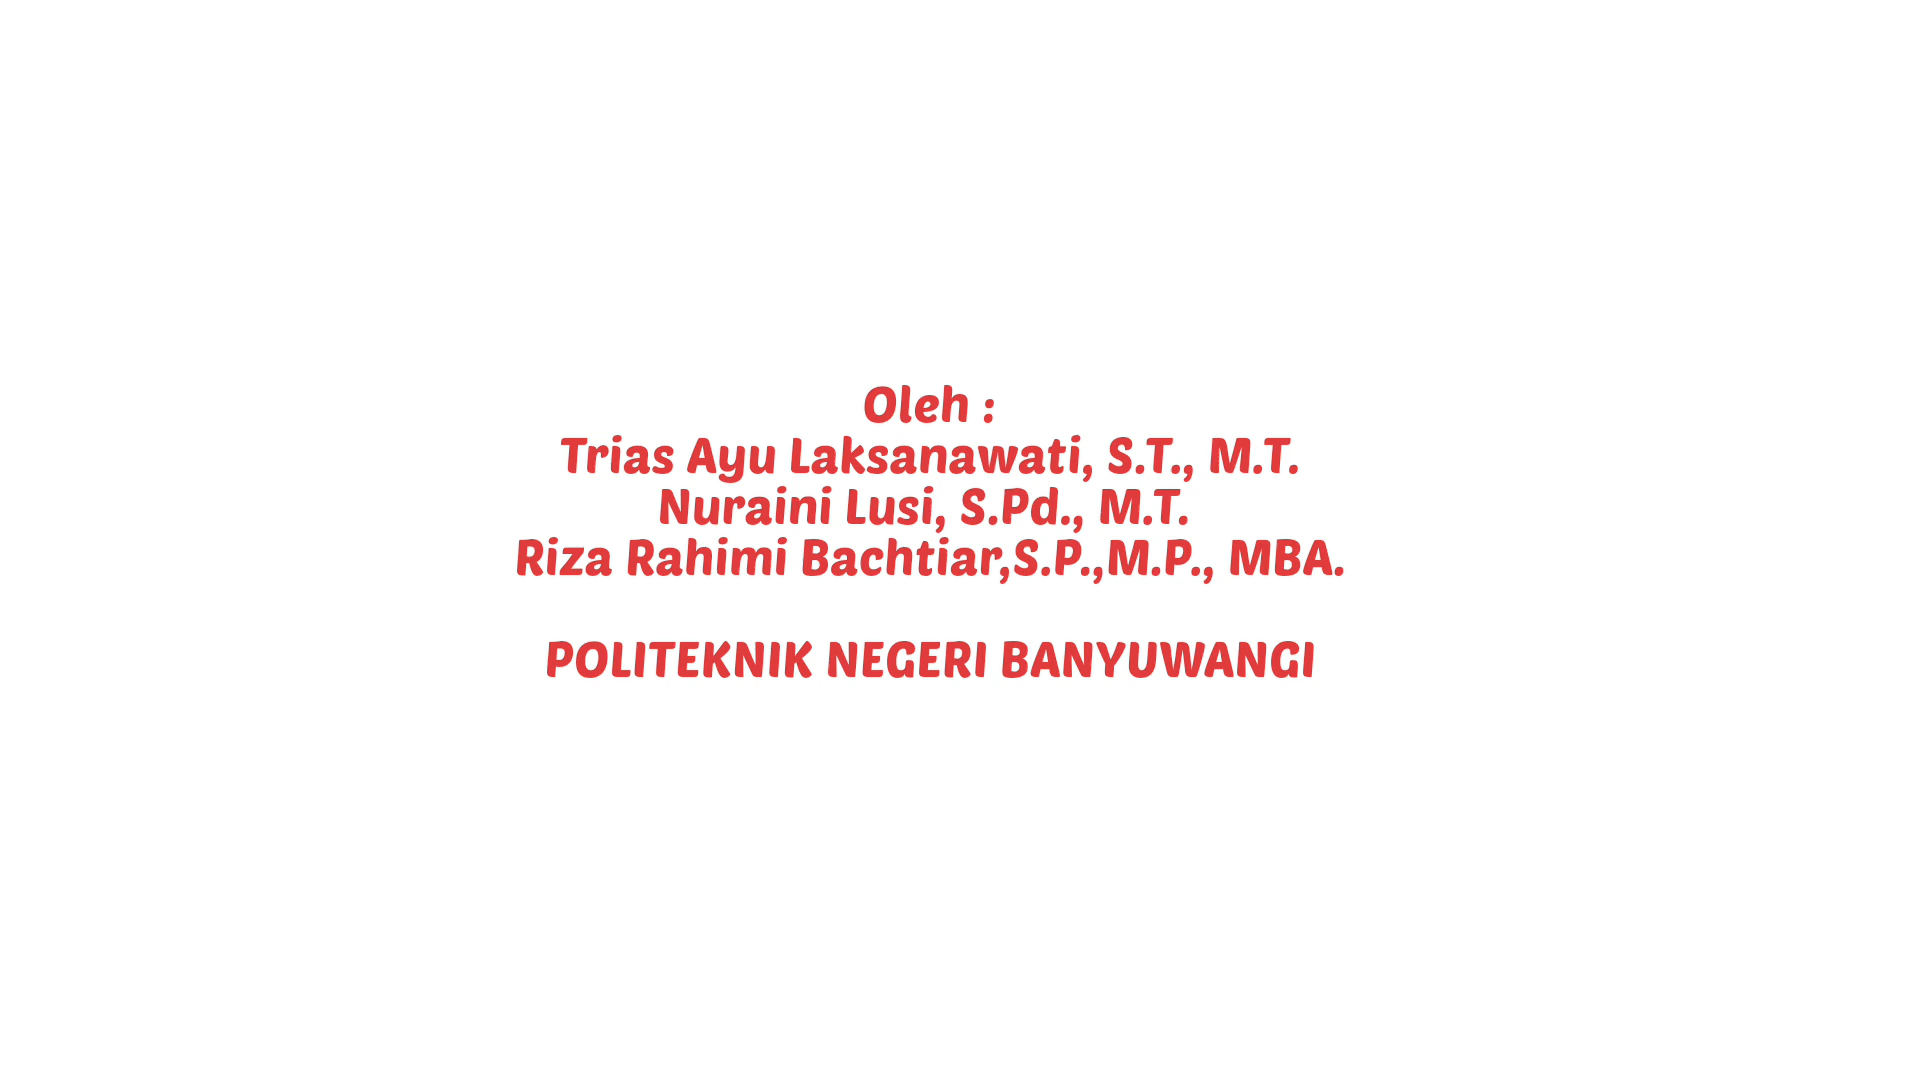 Oleh :
Trias Ayu Laksanawati, S.T., M.T.
Nuraini Lusi, S.Pd., M.T.
Riza Rahimi Bachtiar,S.P.,M.P., MBA.
POLITEKNIK NEGERI BANYUWANGI